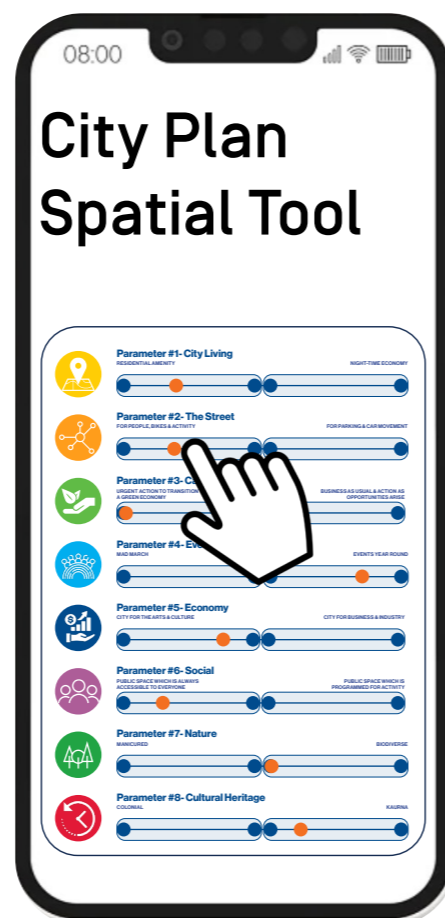 08:00
City Plan
Spatial Tool
Parameter #1- City Living
RESIDENTIAL AMENITY NIGHT-TIME ECONOMY
Parameter #2- The Street
FOR PEOPLE, BIKES & ACTIVITY FOR PARKING & CAR MOVEMENT
Parameter #3-
URGENT ACTION TO TRANSITION BUSINESS AS USUAL & ACTION AS
A GREEN ECONOMY OPPORTUNITIES ARISE
Parameter #4-
MAD MARCH EVENTS YEAR ROUND
Parameter #5- Economy
CITY FOR THE ARTS & CULTURE CITY FOR BUSINESS & INDUSTRY
Parameter #6- Social
PUBLIC SPACE WHICH IS ALWAYS PUBLIC SPACE WHICH IS
ACCESSIBLE TO EVERYONE PROGRAMMED FOR ACTIVITY
Parameter #7- Nature
MANICURED BIODIVERSE
Parameter #8- Cultural Heritage
COLONIAL KAURNA